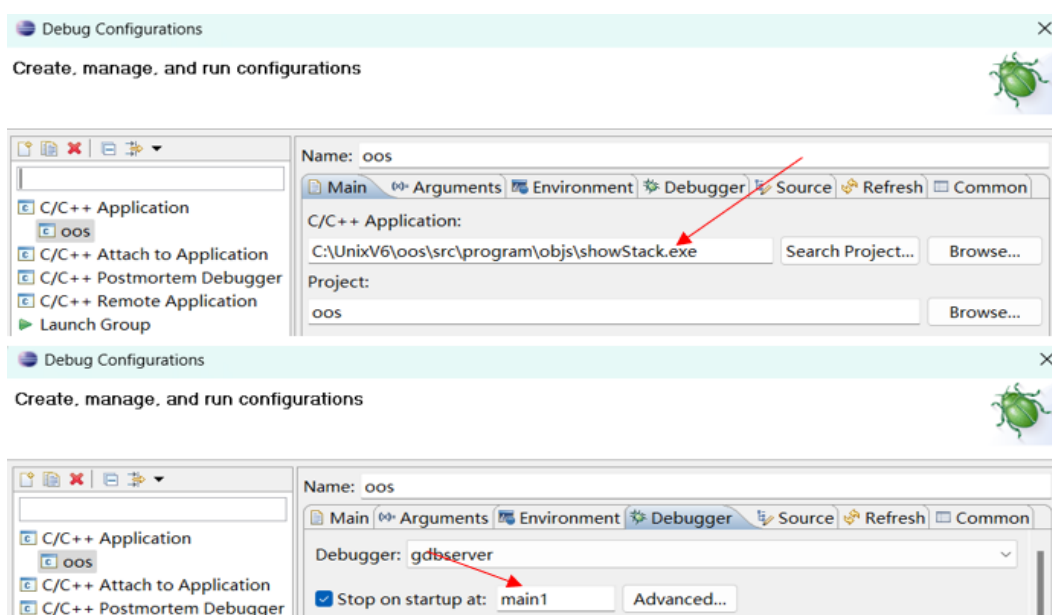 Debug Configurations
Create, manage, and run configurations
Name: oos
Main Arguments Environment Debugger Source Refresh Common
C/C++ Application
oos
C/C++ Attach to Application
C/C++ Postmortem Debugger
C/C++ Remote Application
Launch Group
C/C++ Application:
C:\UnixV6\oos\src\program\objs\showStack.exe Search Project... Browse...
Project:
oos Browse...
Debug Configurations
Create, manage, and run configurations
Name: oos
Main Arguments Environment Debugger Source Refresh Common
C/C++ Application
oos
C/C++ Attach to Application
C/C++ Postmortem Debugger
Debugger: gdbserver
Stop on startup at: main1 Advanced...